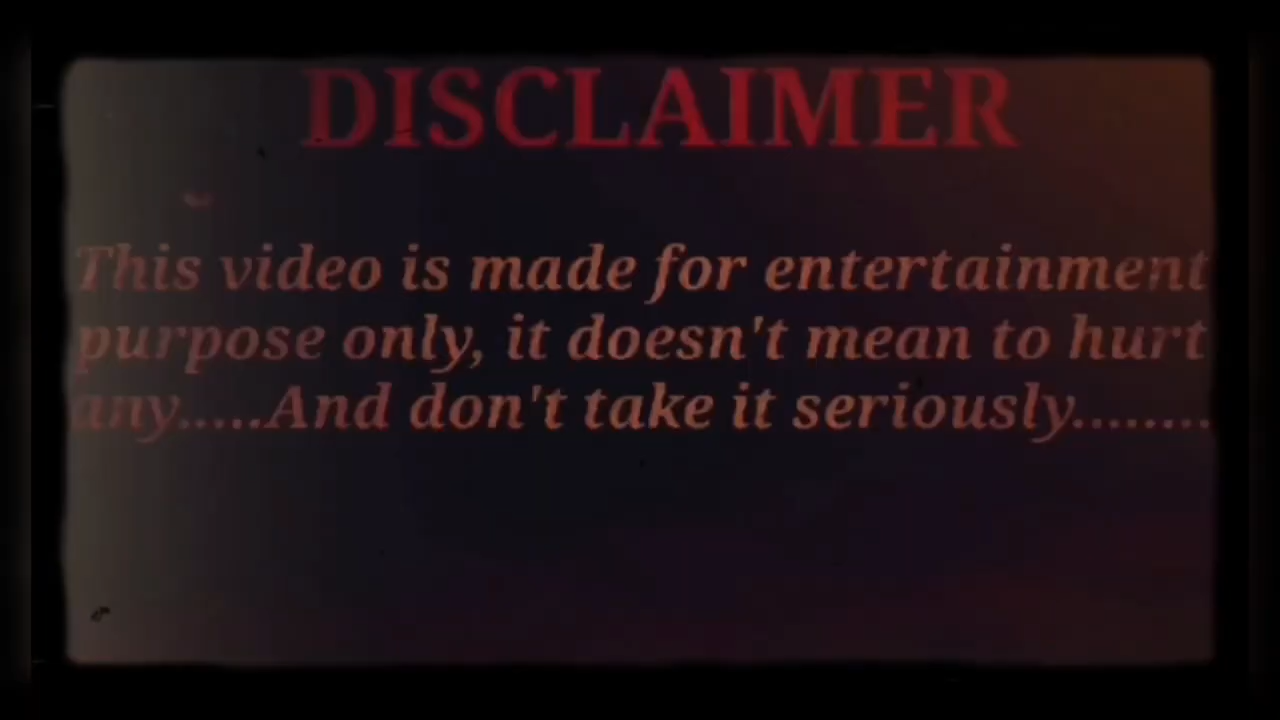 DISCLAIMER
This video is made for entertainment
purpose only, it doesn't mean to hurt
any.....And don't take it seriously........